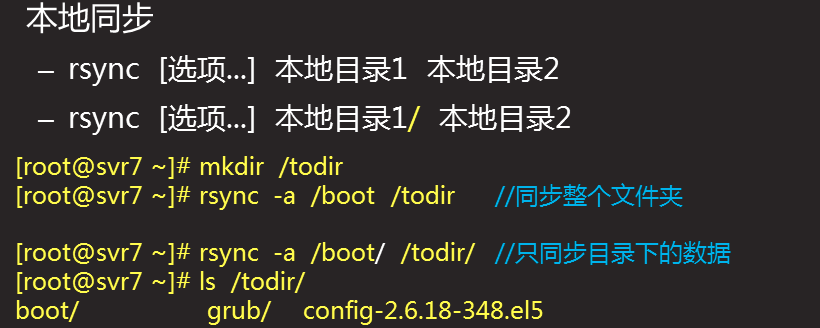 本地同步
– rsync [选项...] 本地目录1 本地目录2
– rsync [选项...] 本地目录1/ 本地目录2
[root@svr7 ~]# mkdir /todir
[root@svr7 ~]# rsync -a /boot /todir //同步整个文件夹
[root@svr7 ~]# rsync -a /boot/ /todir/ //只同步目录下的数据
[root@svr7 ~]# ls /todir/
boot/ grub/ config-2.6.18-348.el5